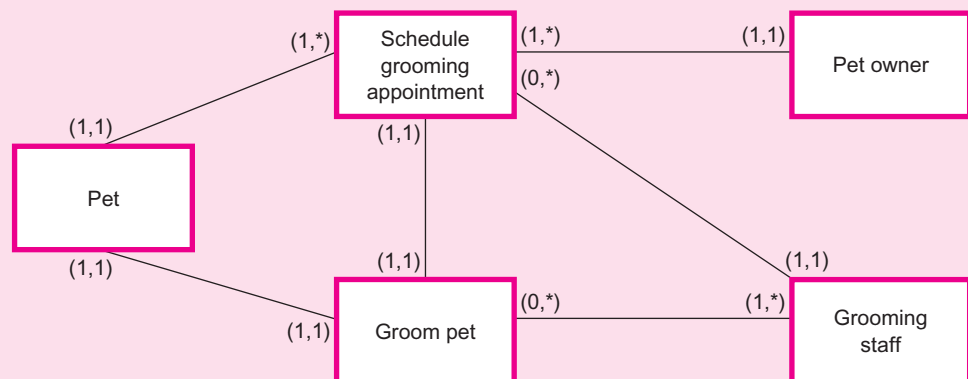 (1,*)
Schedule
grooming
appointment
(1,*)
(1,1)
Pet owner
(0,*)
(1,1)
(1,1)
Pet
(1,1)
(1,1)
(1,1)
Groom pet
(0,*)
(1,*)
(1,1)
Grooming
staff